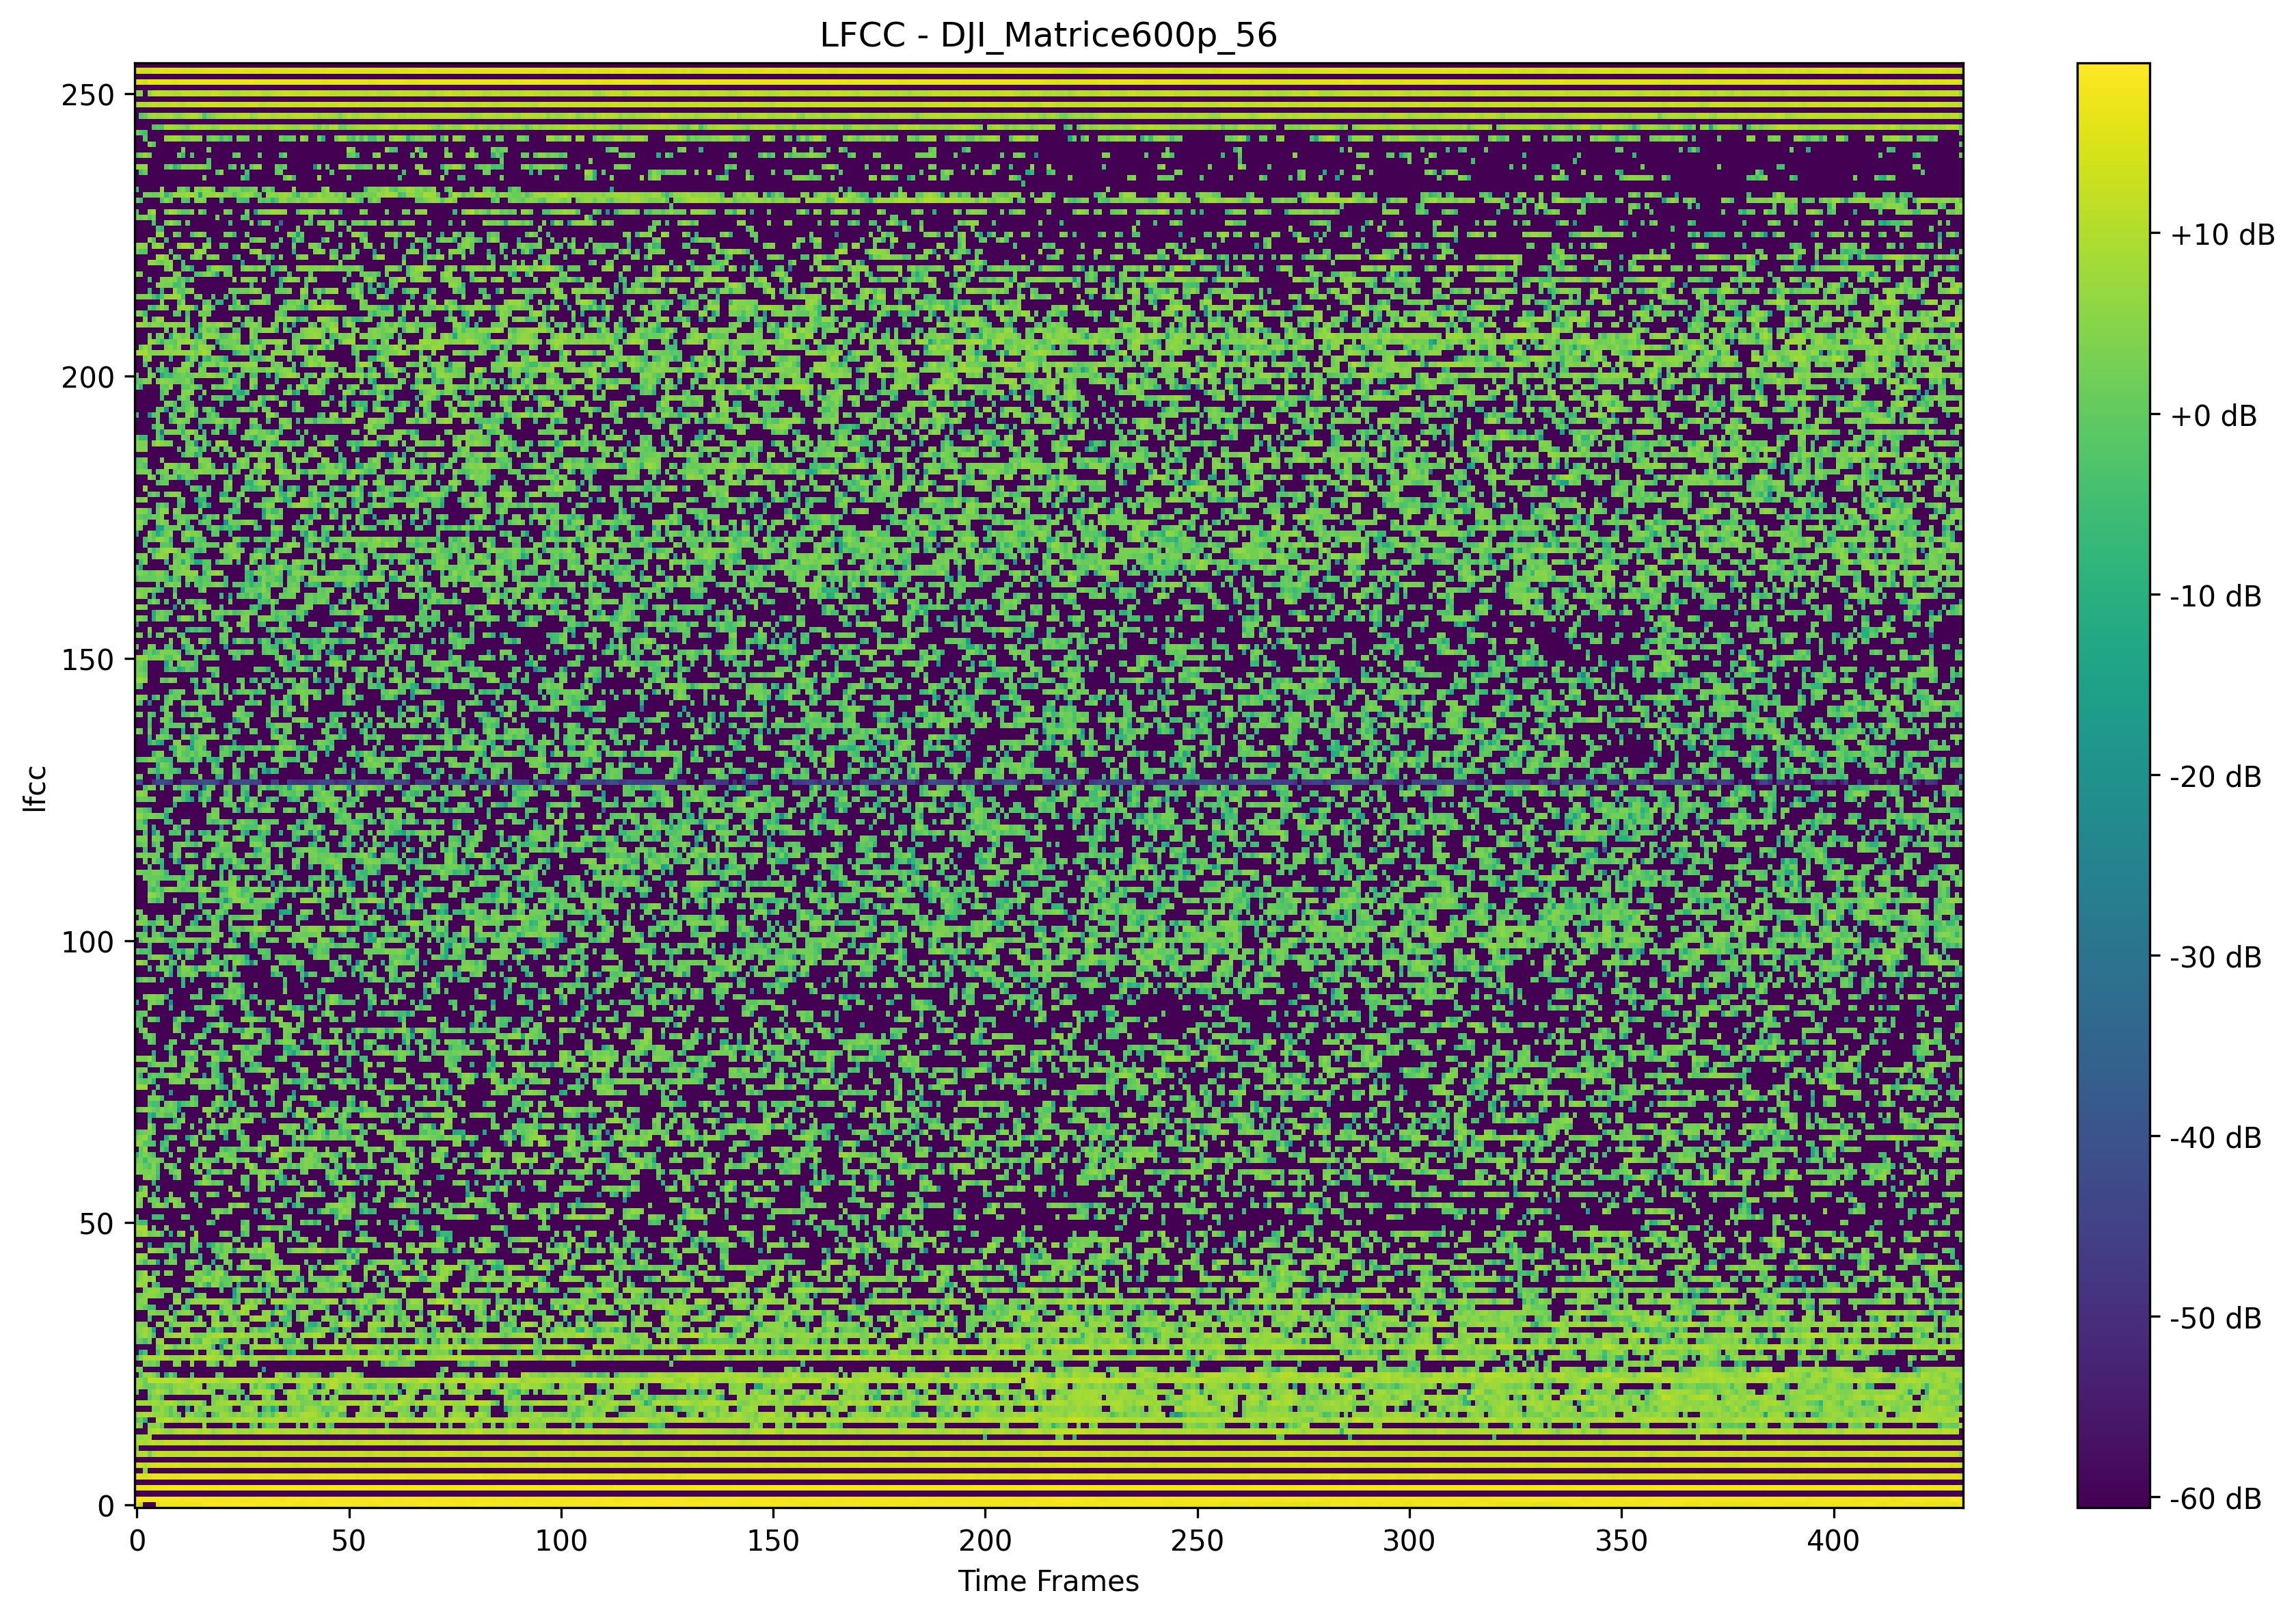 LFCC - DJI_Matrice600p_56
250
200
150
100
50
0
lfcc
0 50 100 150 200 250 300 350 400
Time Frames
+10 dB
+0 dB
-10 dB
-20 dB
-30 dB
-40 dB
-50 dB
-60 dB